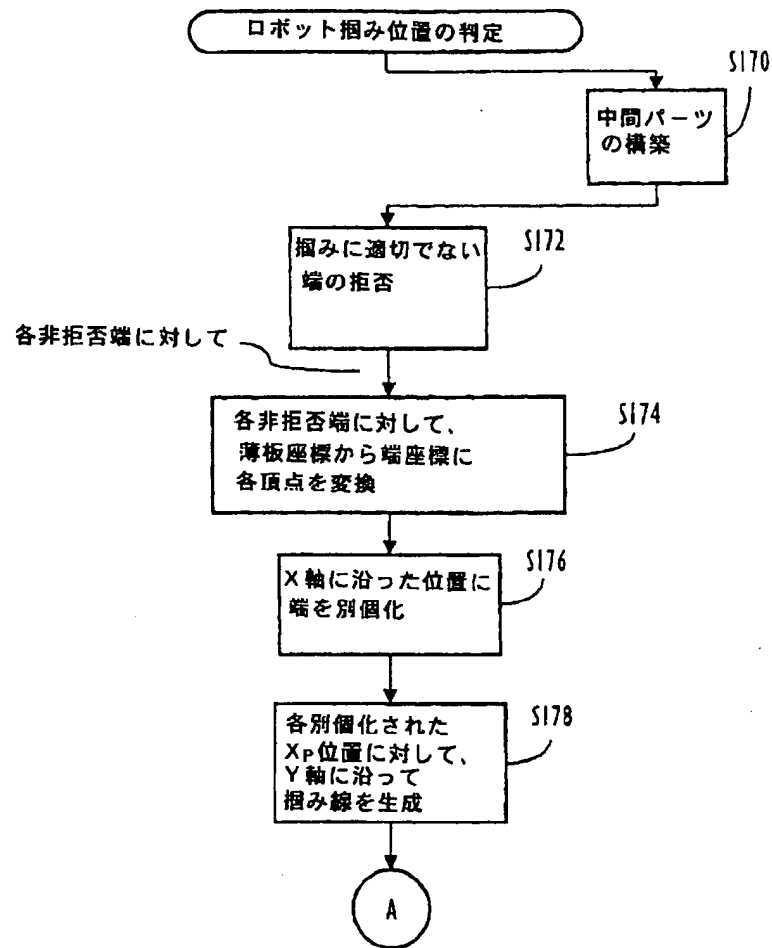 ロボット掴み位置の判定
S170
中間パーツ
の構築
S172
掴みに適切でない
端の拒否
各非拒否端に対して
S174
各非拒否端に対して、
薄板座標から端座標に
各頂点を変換
S176
X軸に沿った位置に
端を別個化
S178
各別個化された
XP位置に対して、
Y軸に沿って
掴み線を生成
A